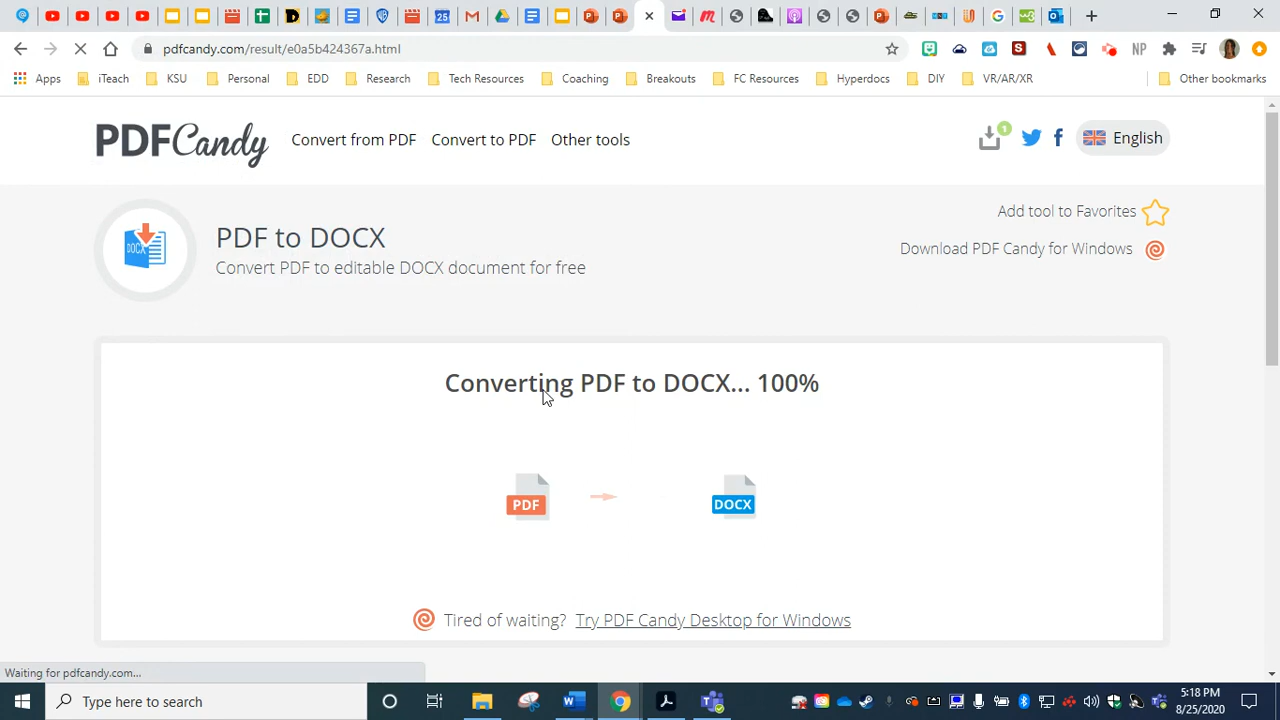 25
NP
pdfcandy.com/result/e0a5b424367a.html
Apps iTeach KSU Personal EDD Research Tech Resources Coaching Breakouts FC Resources Hyperdocs DIY VR/AR/XR Other bookmarks
PDFCandy Convert from PDF Convert to PDF Other tools 1 English
Add tool to Favorites
DOCX PDF to DOCX
Convert PDF to editable DOCX document for free
Download PDF Candy for Windows
Converting PDF to DOCX... 100%
PDF DOCX
Tired of waiting? Try PDF Candy Desktop for Windows
Waiting for pdfcandy.com...
Type here to search
5:18 PM
8/25/2020